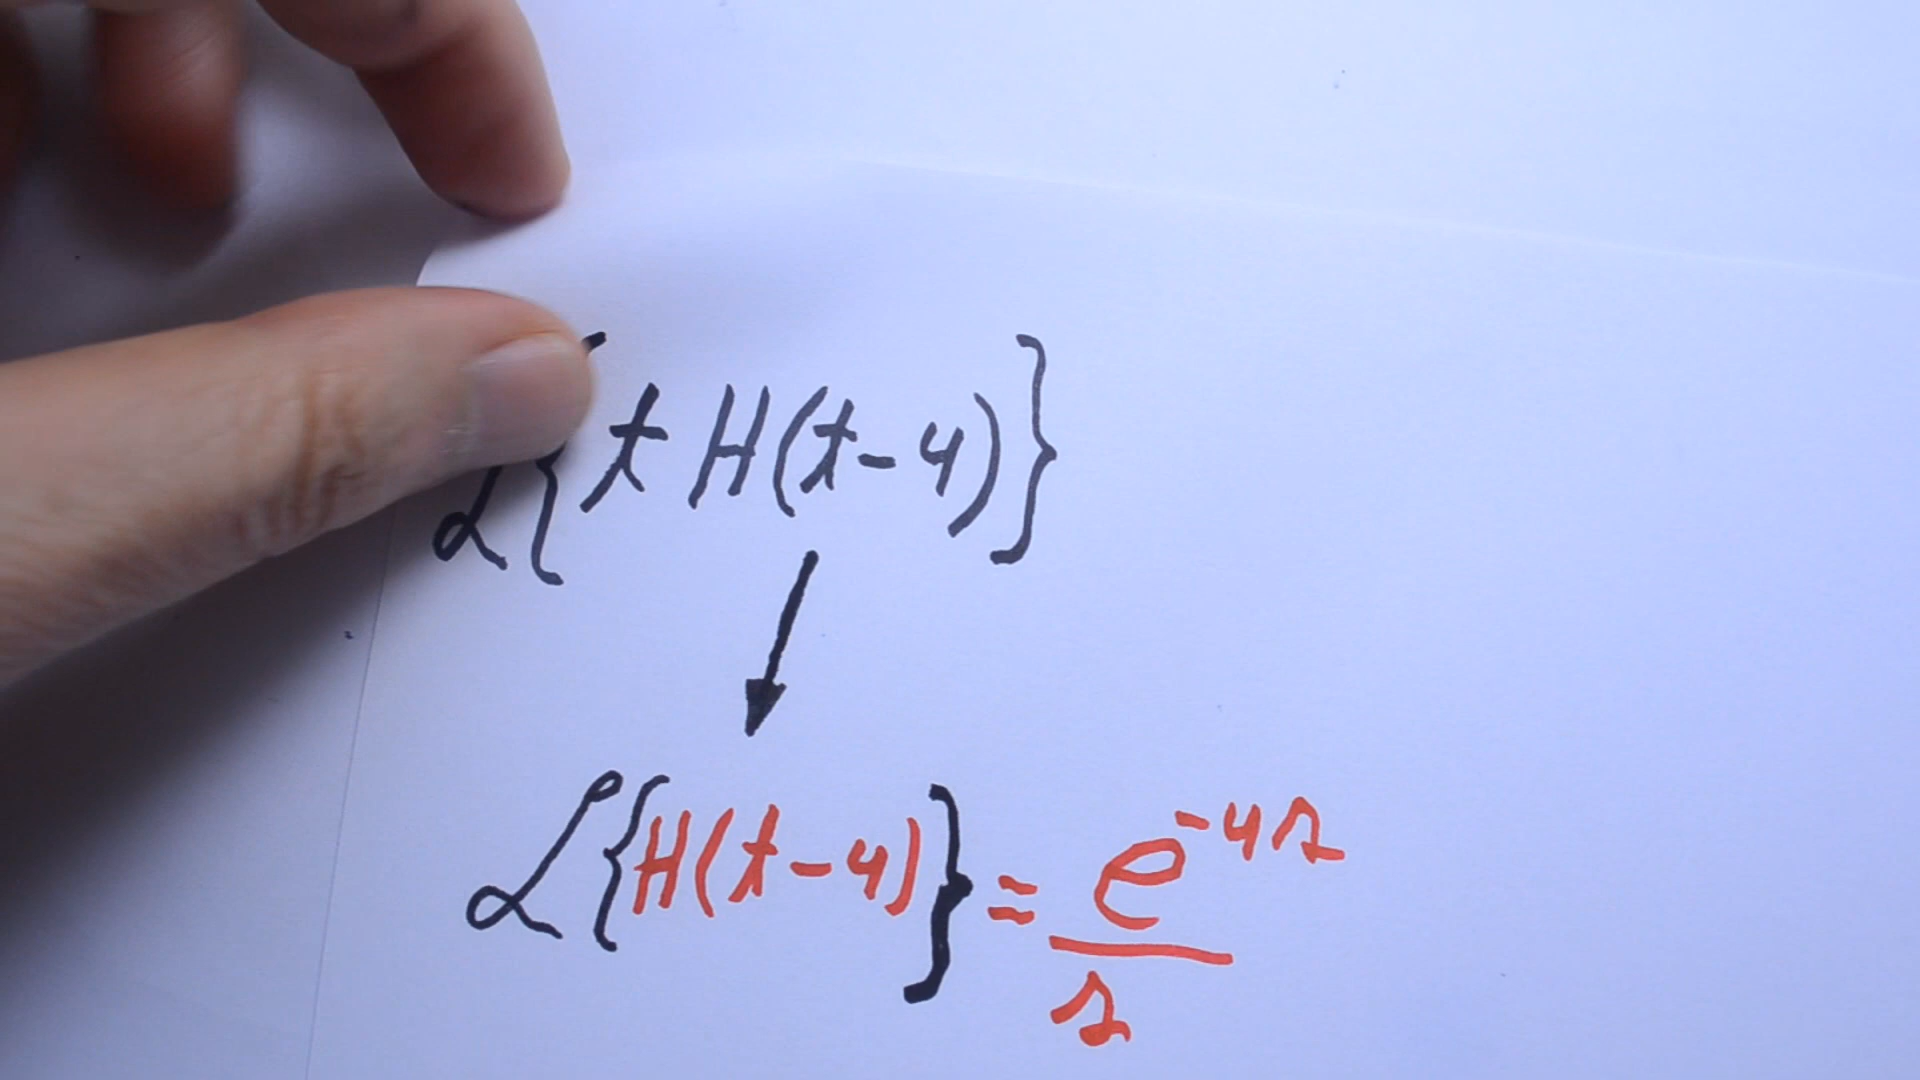 ℒ{t H(t-4)}
ℒ{H(t-4)} = e^{-4s}/s